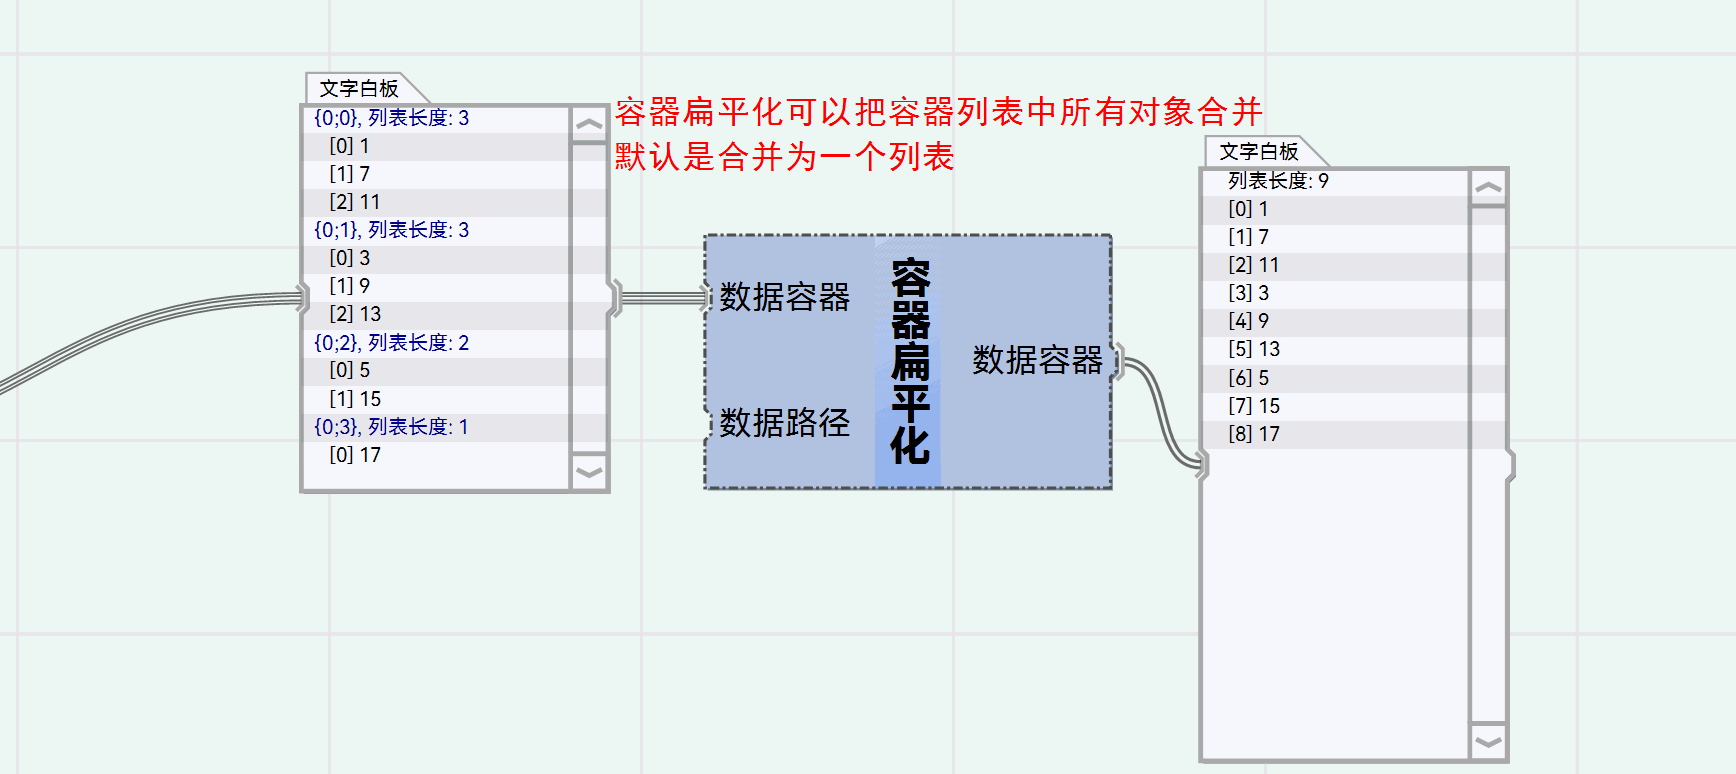 文字白板
{0;0}, 列表长度: 3
[0] 1
[1] 7
[2] 11
{0;1}, 列表长度: 3
[0] 3
[1] 9
[2] 13
{0;2}, 列表长度: 2
[0] 5
[1] 15
{0;3}, 列表长度: 1
[0] 17
容器扁平化可以把容器列表中所有对象合并
默认是合并为一个列表
数据容器
数据路径
容器扁平化
数据容器
文字白板
列表长度: 9
[0] 1
[1] 7
[2] 11
[3] 3
[4] 9
[5] 13
[6] 5
[7] 15
[8] 17